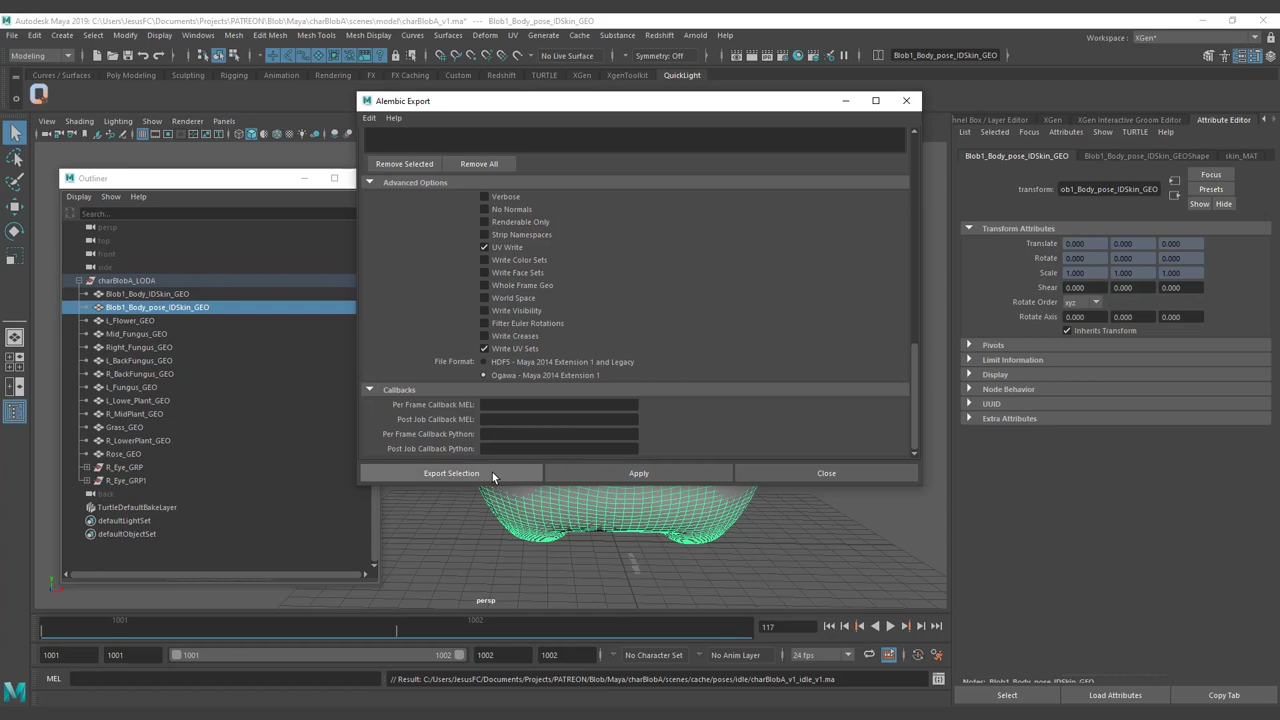 Autodesk Maya 2019: C:\Users\JesusFC\Documents\Projects\PATREON\Blob\Maya\charBlobA\scenes\model\charBlobA_v1.ma* --- Blob1_Body_pose_IDSkin_GEO
File Edit Create Select Modify Display Windows Mesh Edit Mesh Mesh Tools Mesh Display Curves Surfaces Deform UV Generate Cache Substance Redshift Arnold Help
Workspace : XGen*
Modeling No Live Surface Symmetry: Off Blob1_Body_pose_IDSkin_GEO
Curves / Surfaces Poly Modeling Sculpting Rigging Animation Rendering FX FX Caching Custom Redshift TURTLE XGen XgenToolkit QuickLight
View Shading Lighting Show Renderer Panels
Outliner
Display Show Help
Search...
persp
top
front
side
charBlobA_LODA
Blob1_Body_IDSkin_GEO
Blob1_Body_pose_IDSkin_GEO
L_Flower_GEO
Mid_Fungus_GEO
Right_Fungus_GEO
L_BackFungus_GEO
R_BackFungus_GEO
L_Fungus_GEO
L_Lowe_Plant_GEO
R_MidPlant_GEO
Grass_GEO
R_LowerPlant_GEO
Rose_GEO
R_Eye_GRP
R_Eye_GRP1
back
TurtleDefaultBakeLayer
defaultLightSet
defaultObjectSet
Alembic Export
Edit Help
Remove Selected Remove All
Advanced Options
Verbose
No Normals
Renderable Only
Strip Namespaces
UV Write
Write Color Sets
Write Face Sets
Whole Frame Geo
World Space
Write Visibility
Filter Euler Rotations
Write Creases
Write UV Sets
File Format: HDF5 - Maya 2014 Extension 1 and Legacy
Ogawa - Maya 2014 Extension 1
Callbacks
Per Frame Callback MEL:
Post Job Callback MEL:
Per Frame Callback Python:
Post Job Callback Python:
Export Selection Apply Close
persp
nnel Box / Layer Editor XGen XGen Interactive Groom Editor Attribute Editor
List Selected Focus Attributes Show TURTLE Help
Blob1_Body_pose_IDSkin_GEO Blob1_Body_pose_IDSkin_GEOShape skin_MAT
Focus
transform: ob1_Body_pose_IDSkin_GEO Presets
Show Hide
Transform Attributes
Translate 0.000 0.000 0.000
Rotate 0.000 0.000 0.000
Scale 1.000 1.000 1.000
Shear 0.000 0.000 0.000
Rotate Order xyz
Rotate Axis 0.000 0.000 0.000
Inherits Transform
Pivots
Limit Information
Display
Node Behavior
UUID
Extra Attributes
Notes: Blob1_Body_pose_IDSkin_GEO
Select Load Attributes Copy Tab
1001 1002 117
1001 1001 1001 1002 1002 1002 No Character Set No Anim Layer 24 fps
MEL // Result: C:/Users/JesusFC/Documents/Projects/PATREON/Blob/Maya/charBlobA/scenes/cache/poses/idle/charBlobA_v1_idle_v1.ma